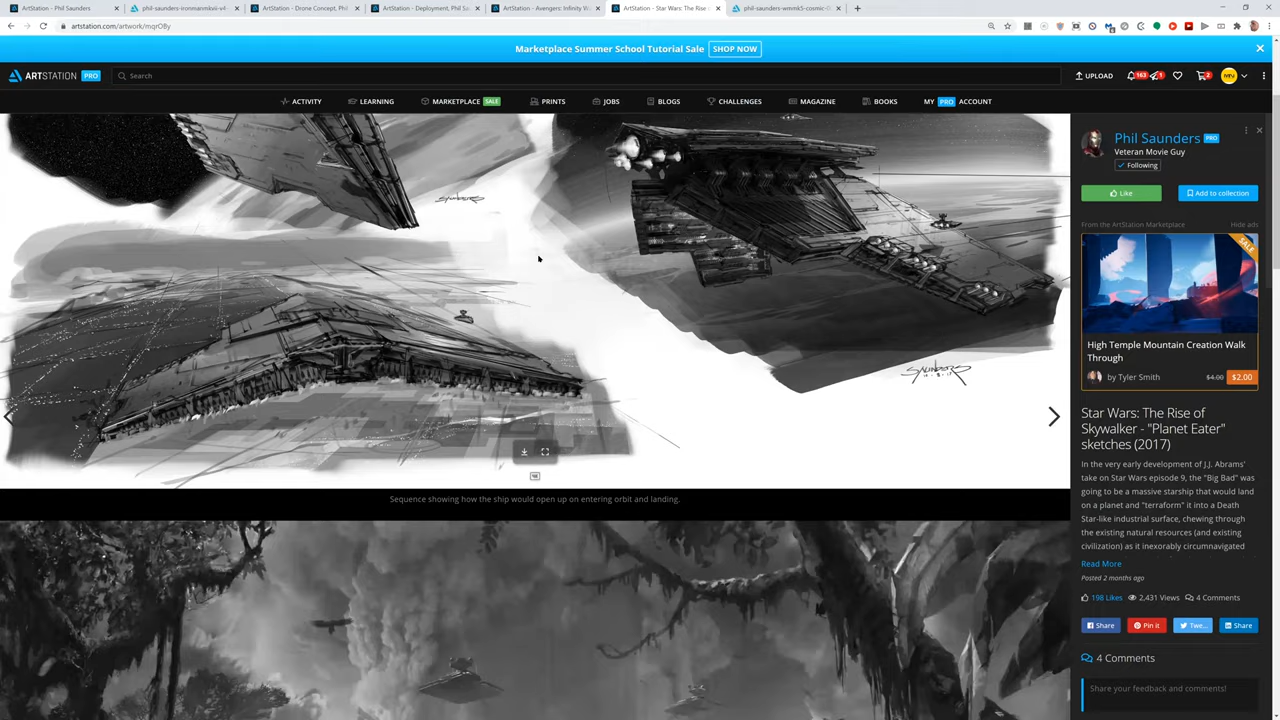 ArtStation - Phil Saunders
phil-saunders-ironmanmkvii-v4
ArtStation - Drone Concept, Phil
ArtStation - Deployment, Phil Sa
ArtStation - Avengers: Infinity W
ArtStation - Star Wars: The Rise
phil-saunders-wmmk5-cosmic-
artstation.com/artwork/mqrOBy
Marketplace Summer School Tutorial Sale SHOP NOW
ARTSTATION PRO
Search
UPLOAD
163
1
2
ACTIVITY
LEARNING
MARKETPLACE SALE
PRINTS
JOBS
BLOGS
CHALLENGES
MAGAZINE
BOOKS
MY PRO ACCOUNT
Saunders
SAUNDERS
Sequence showing how the ship would open up on entering orbit and landing.
Phil Saunders PRO
Veteran Movie Guy
Following
Like
Add to collection
From the ArtStation Marketplace
Hide ads
SALE
High Temple Mountain Creation Walk
Through
by Tyler Smith
$4.00
$2.00
Star Wars: The Rise of
Skywalker - "Planet Eater"
sketches (2017)
In the very early development of J.J. Abrams'
take on Star Wars episode 9, the "Big Bad" was
going to be a massive starship that would land
on a planet and "terraform" it into a Death
Star-like industrial surface, chewing through
the existing natural resources (and existing
civilization) as it inexorably circumnavigated
Read More
Posted 2 months ago
198 Likes
2,431 Views
4 Comments
Share
Pin it
Twe...
Share
4 Comments
Share your feedback and comments!